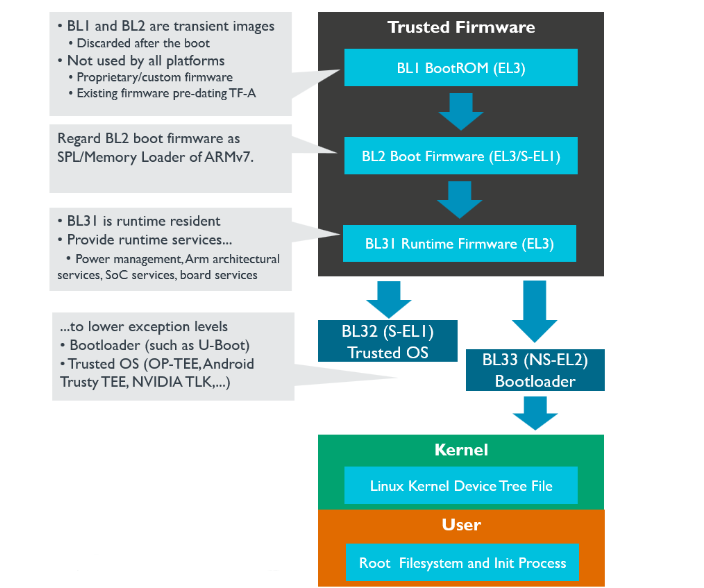 • BL1 and BL2 are transient images
• Discarded after the boot
• Not used by all platforms
• Proprietary/custom firmware
• Existing firmware pre-dating TF-A
Regard BL2 boot firmware as
SPL/Memory Loader of ARMv7.
• BL31 is runtime resident
• Provide runtime services...
• Power management, Arm architectural
services, SoC services, board services
...to lower exception levels
• Bootloader (such as U-Boot)
• Trusted OS (OP-TEE, Android
Trusty TEE, NVIDIA TLK,...)
Trusted Firmware
BL1 BootROM (EL3)
BL2 Boot Firmware (EL3/S-EL1)
BL31 Runtime Firmware (EL3)
BL32 (S-EL1)
Trusted OS
BL33 (NS-EL2)
Bootloader
Kernel
Linux Kernel Device Tree File
User
Root Filesystem and Init Process